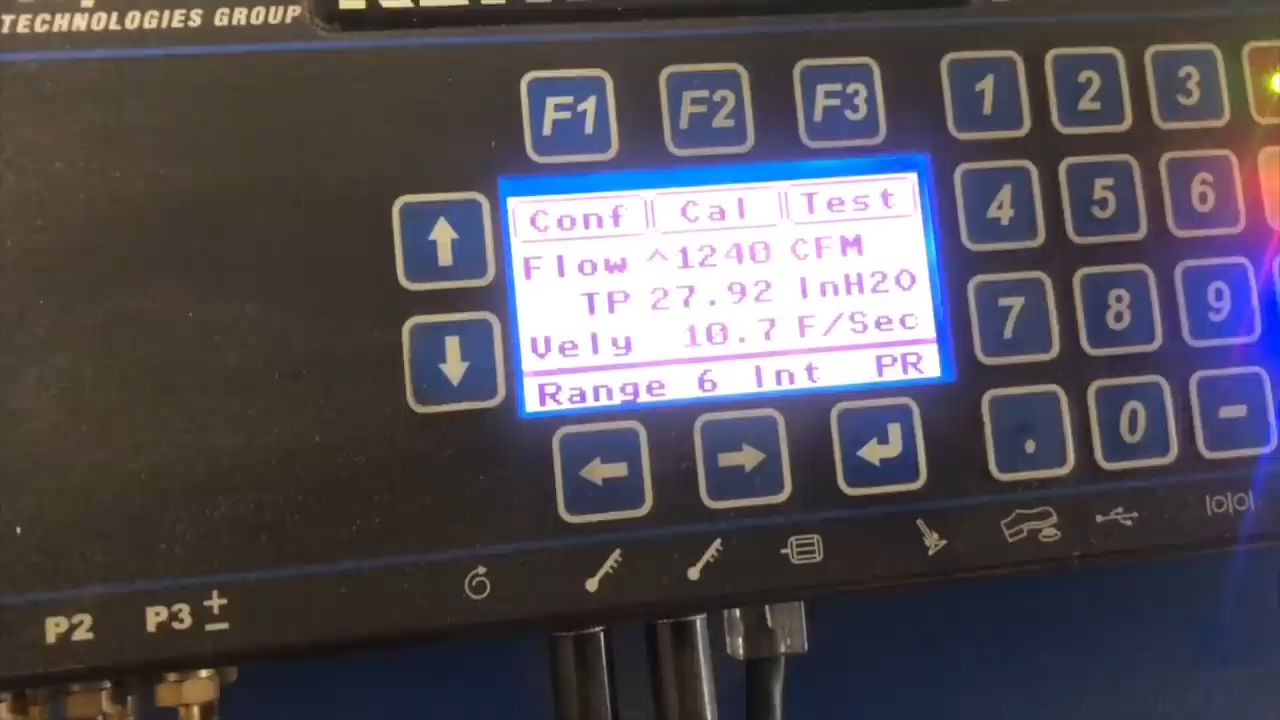 TECHNOLOGIES GROUP
F1 F2 F3
1 2 3
4 5 6
7 8 9
. 0 -
Conf Cal Test
Flow ^1240 CFM
TP 27.92 InH2O
Vely 10.7 F/Sec
Range 6 Int PR
P2 P3 ±
|O|O|